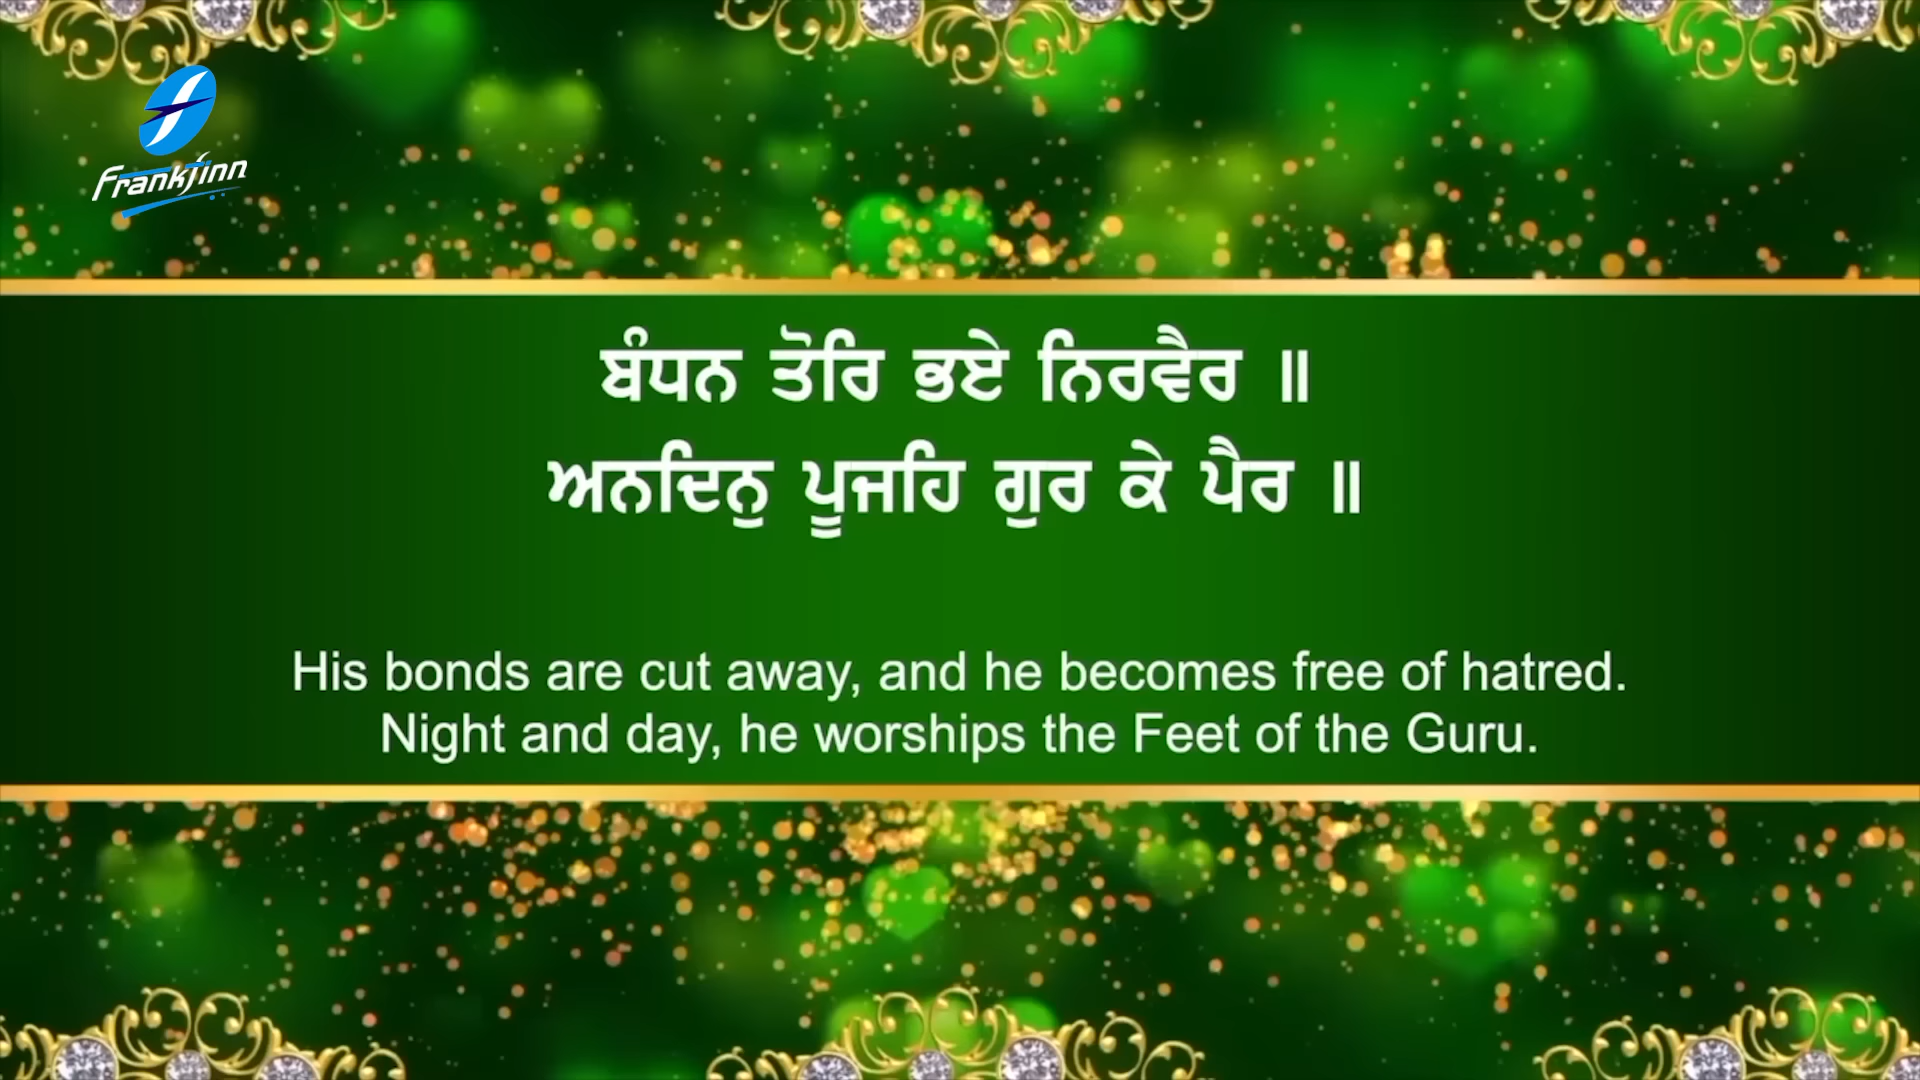 Frankfinn
ਬੰਧਨ ਤੋਰਿ ਭਏ ਨਿਰਵੈਰ ॥
ਅਨਦਿਨੁ ਪੂਜਹਿ ਗੁਰ ਕੇ ਪੈਰ ॥
His bonds are cut away, and he becomes free of hatred.
Night and day, he worships the Feet of the Guru.